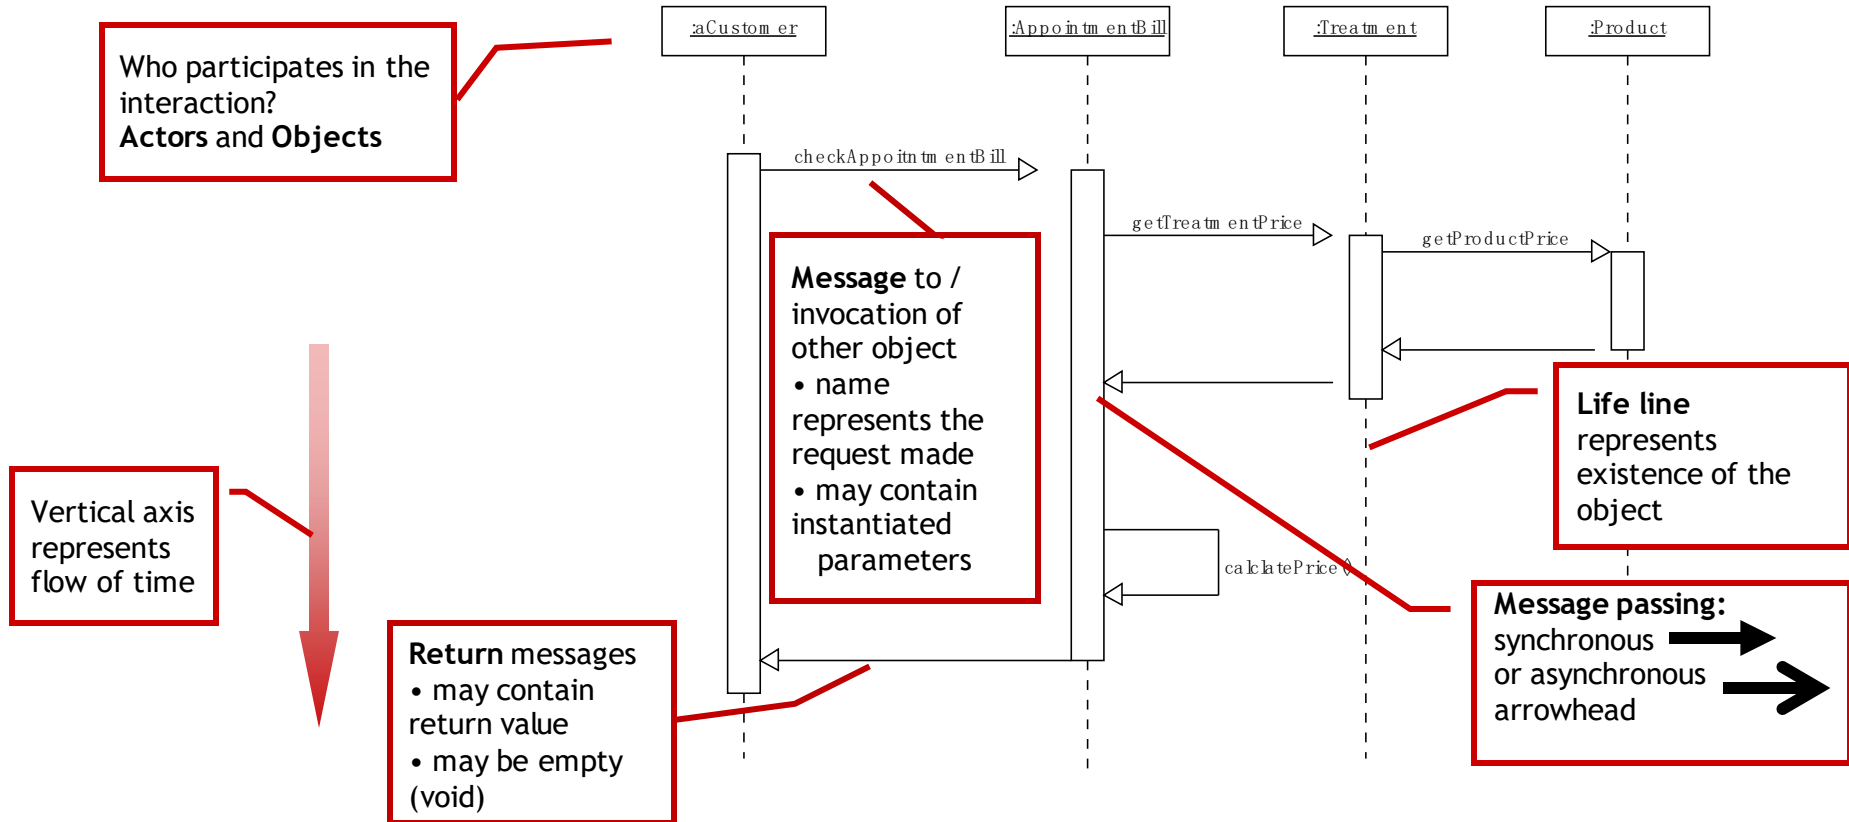 :aCustomer
:AppointmentBill
:Treatment
:Product
Who participates in the
interaction?
Actors and Objects
checkAppoitntmentBill
getTreatmentPrice
getProductPrice
Message to /
invocation of
other object
• name
represents the
request made
• may contain
instantiated
parameters
Life line
represents
existence of the
object
Vertical axis
represents
flow of time
calclatePrice()
Message passing:
synchronous
or asynchronous
arrowhead
Return messages
• may contain
return value
• may be empty
(void)